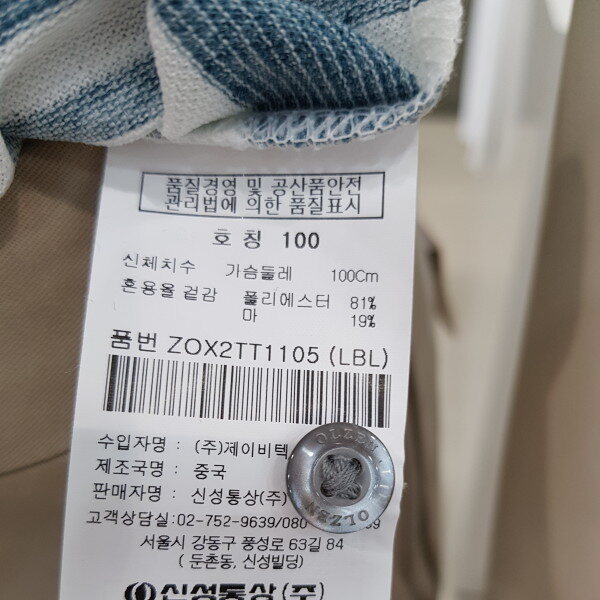 품질경영 및 공산품안전
관리법에 의한 품질표시
호 칭 100
신체치수 가슴둘레 100Cm
혼용율 겉감 폴리에스터 81%
마 19%
품번 ZOX2TT1105 (LBL)
수입자명 : (주)제이비텍
제조국명 : 중국
판매자명 : 신성통상(주)
OLZEN
OLZEN
고객상담실:02-752-9639/080
서울시 강동구 풍성로 63길 84
( 둔촌동, 신성빌딩)
신성통상(주)